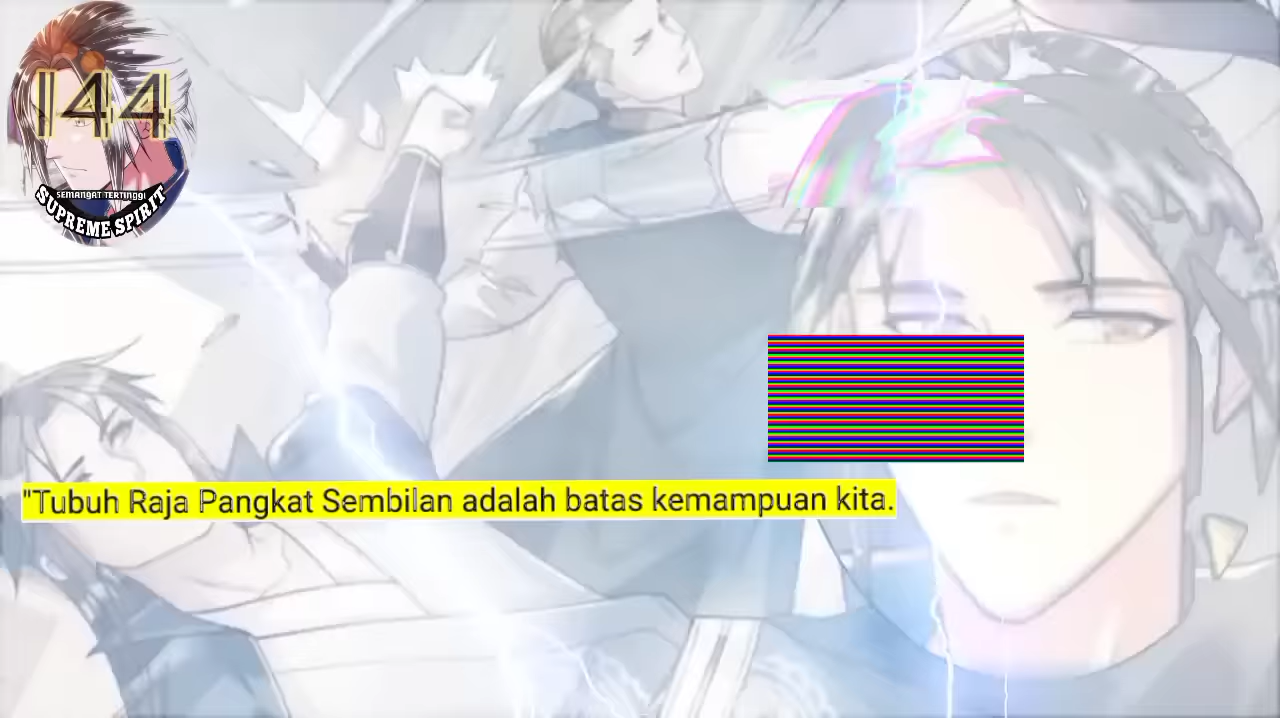 144
SEMANGAT TERTINGGI
SUPREME SPIRIT
"Tubuh Raja Pangkat Sembilan adalah batas kemampuan kita.